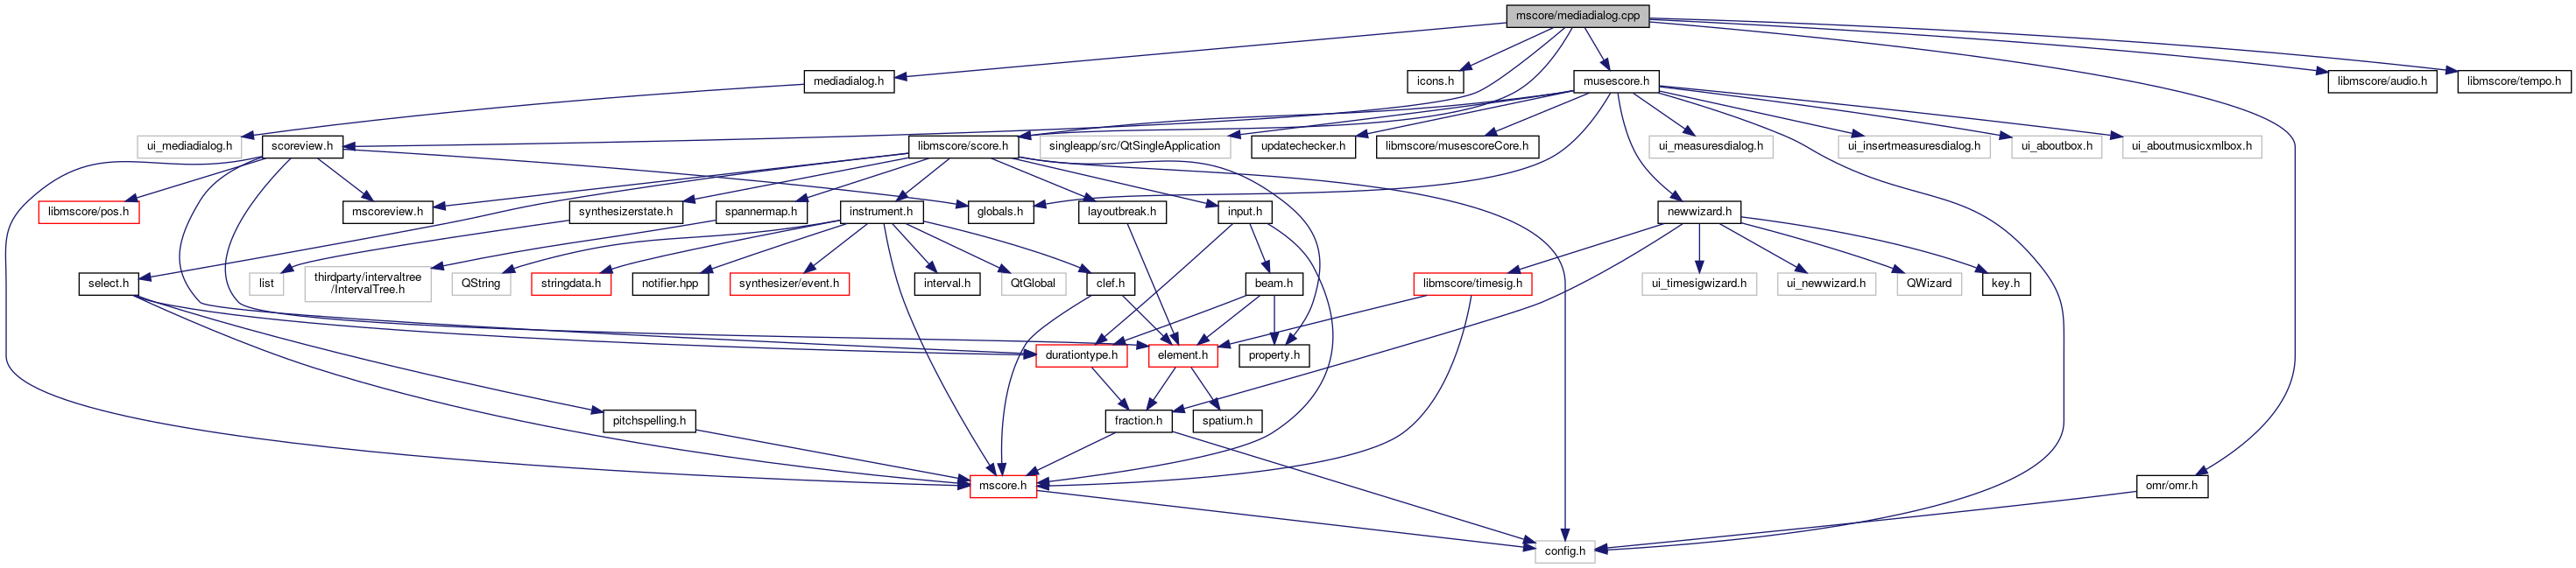 mscore/mediadialog.cpp
mediadialog.h
icons.h
musescore.h
libmscore/audio.h
libmscore/tempo.h
ui_mediadialog.h
scoreview.h
libmscore/score.h
singleapp/src/QtSingleApplication
updatechecker.h
libmscore/musescoreCore.h
ui_measuresdialog.h
ui_insertmeasuresdialog.h
ui_aboutbox.h
ui_aboutmusicxmlbox.h
libmscore/pos.h
mscoreview.h
synthesizerstate.h
spannermap.h
instrument.h
globals.h
layoutbreak.h
input.h
newwizard.h
select.h
list
thirdparty/intervaltree
/IntervalTree.h
QString
stringdata.h
notifier.hpp
synthesizer/event.h
interval.h
QtGlobal
clef.h
beam.h
libmscore/timesig.h
ui_timesigwizard.h
ui_newwizard.h
QWizard
key.h
durationtype.h
element.h
property.h
pitchspelling.h
fraction.h
spatium.h
mscore.h
omr/omr.h
config.h